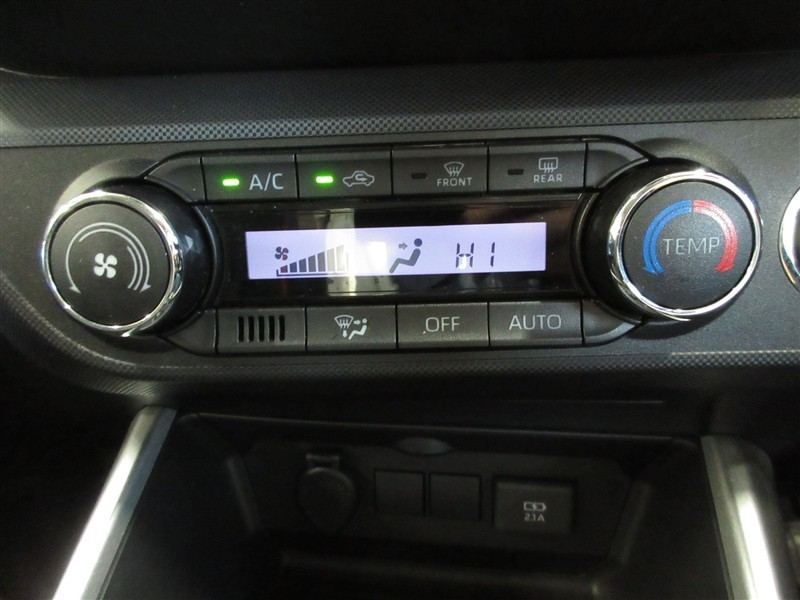 A/C
FRONT
REAR
HI
TEMP
OFF
AUTO
2.1A